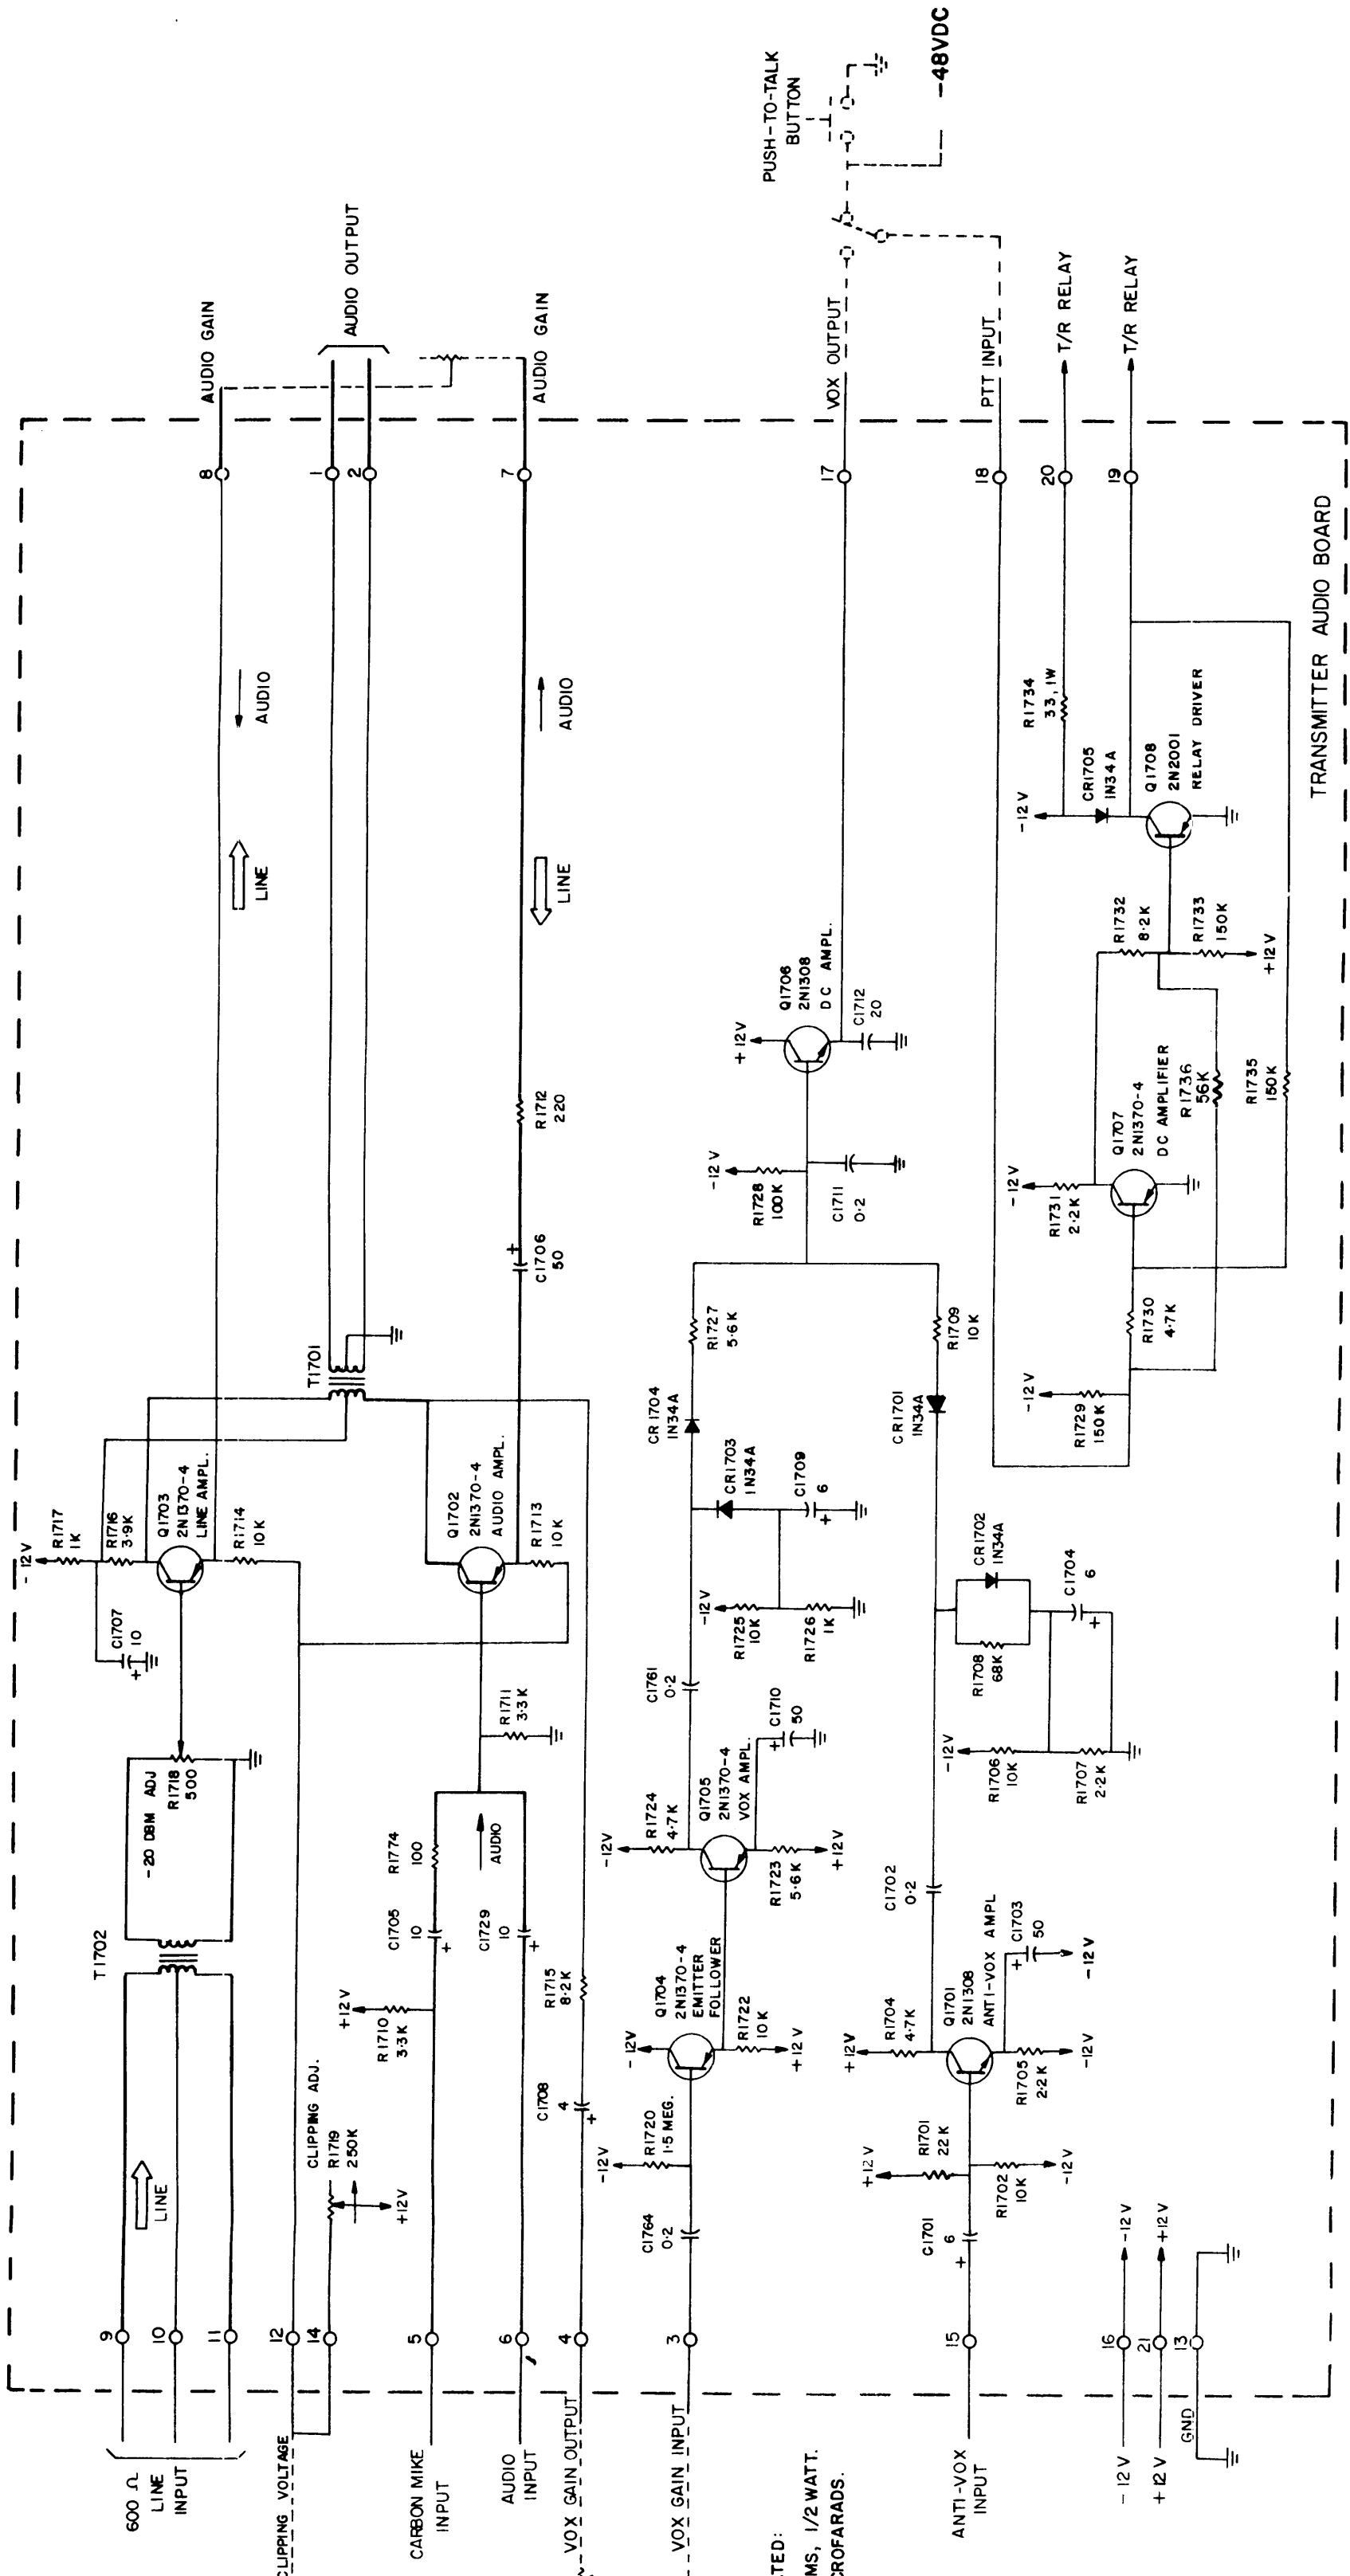 600 Ω
LINE
INPUT
9
10
11
LINE
T1702
-20 DBM ADJ
R1718
500
-12V
R1717
1K
R1716
3.9K
C1707
10
+
Q1703
2N1370-4
LINE AMPL.
R1714
10K
T1701
LINE
AUDIO
8
AUDIO GAIN
1
2
AUDIO OUTPUT
CLIPPING VOLTAGE
12
14
CLIPPING ADJ.
R1719
250K
+12V
CARBON MIKE
INPUT
5
+12V
R1710
3.3K
C1705
10
+
R1774
100
AUDIO
INPUT
6
C1729
10
+
AUDIO
R1711
3.3K
Q1702
2N1370-4
AUDIO AMPL.
R1713
10K
C1706
50
+
R1712
220
LINE
AUDIO
7
AUDIO GAIN
VOX GAIN OUTPUT
4
C1708
4
+
R1715
8.2K
VOX GAIN INPUT
3
C1764
0.2
-12V
R1720
1.5 MEG.
-12V
Q1704
2N1370-4
EMITTER
FOLLOWER
R1722
10K
+12V
-12V
R1724
4.7K
Q1705
2N1370-4
VOX AMPL.
R1723
5.6K
+12V
C1710
50
+
C1761
0.2
-12V
R1725
10K
R1726
1K
CR1703
1N34A
C1709
6
+
CR1704
1N34A
R1727
5.6K
-12V
R1728
100K
C1711
0.2
+12V
Q1706
2N1308
DC AMPL.
C1712
20
17
VOX OUTPUT
PUSH-TO-TALK
BUTTON
-48VDC
TED:
MS, 1/2 WATT.
CROFARADS.
ANTI-VOX
INPUT
15
C1701
6
+
+12V
R1701
22K
R1702
10K
-12V
+12V
R1704
4.7K
Q1701
2N1308
ANTI-VOX AMPL
R1705
2.2K
-12V
C1703
50
+
-12V
C1702
0.2
-12V
R1706
10K
R1707
2.2K
R1708
68K
CR1702
1N34A
C1704
6
+
CR1701
1N34A
R1709
10K
18
PTT INPUT
-12V
R1729
150K
R1730
4.7K
-12V
R1731
2.2K
Q1707
2N1370-4
DC AMPLIFIER
R1736
56K
R1735
150K
R1732
8.2K
R1733
150K
+12V
-12V
CR1705
1N34A
Q1708
2N2001
RELAY DRIVER
R1734
33, 1W
20
T/R RELAY
19
T/R RELAY
-12V
16
-12V
+12V
21
+12V
GND
13
TRANSMITTER AUDIO BOARD